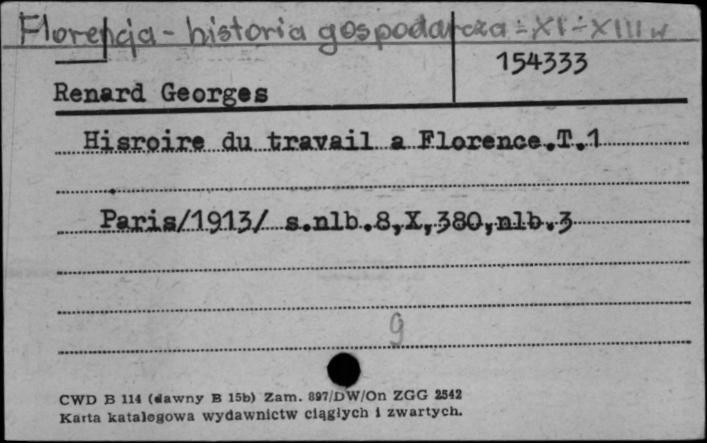 Florencja - historia gospodarcza - XI - XIII w
154333
Renard Georges
Hisroire du travail a Florence.T.1
Paris/1913/ s.nlb.8,X,380,nlb.3
9
CWD B 114 (dawny B 15b) Zam. 897/DW/On ZGG 2542
Karta katalogowa wydawnictw ciągłych i zwartych.